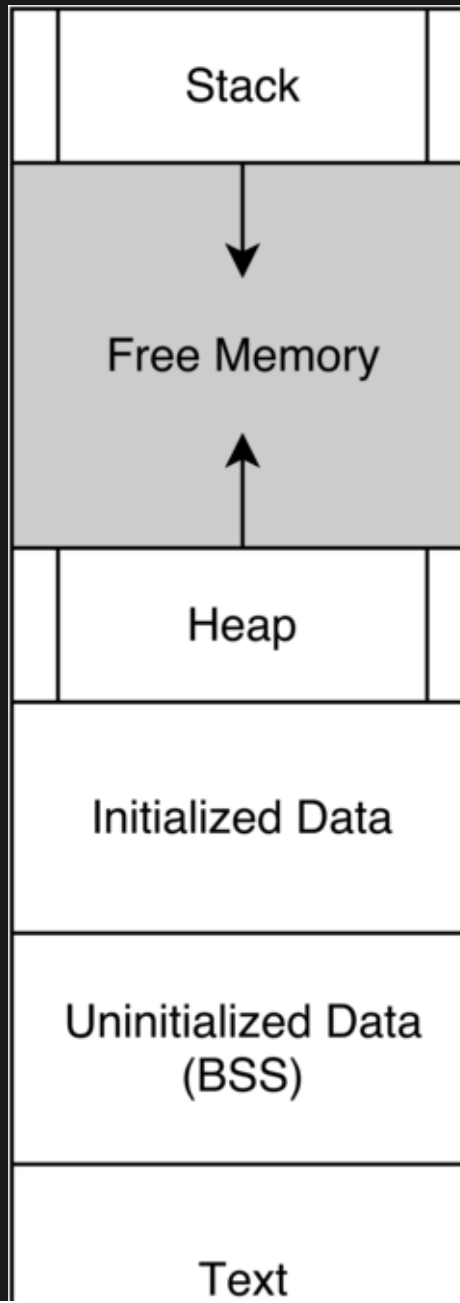 Stack
Free Memory
Heap
Initialized Data
Uninitialized Data
(BSS)
Text